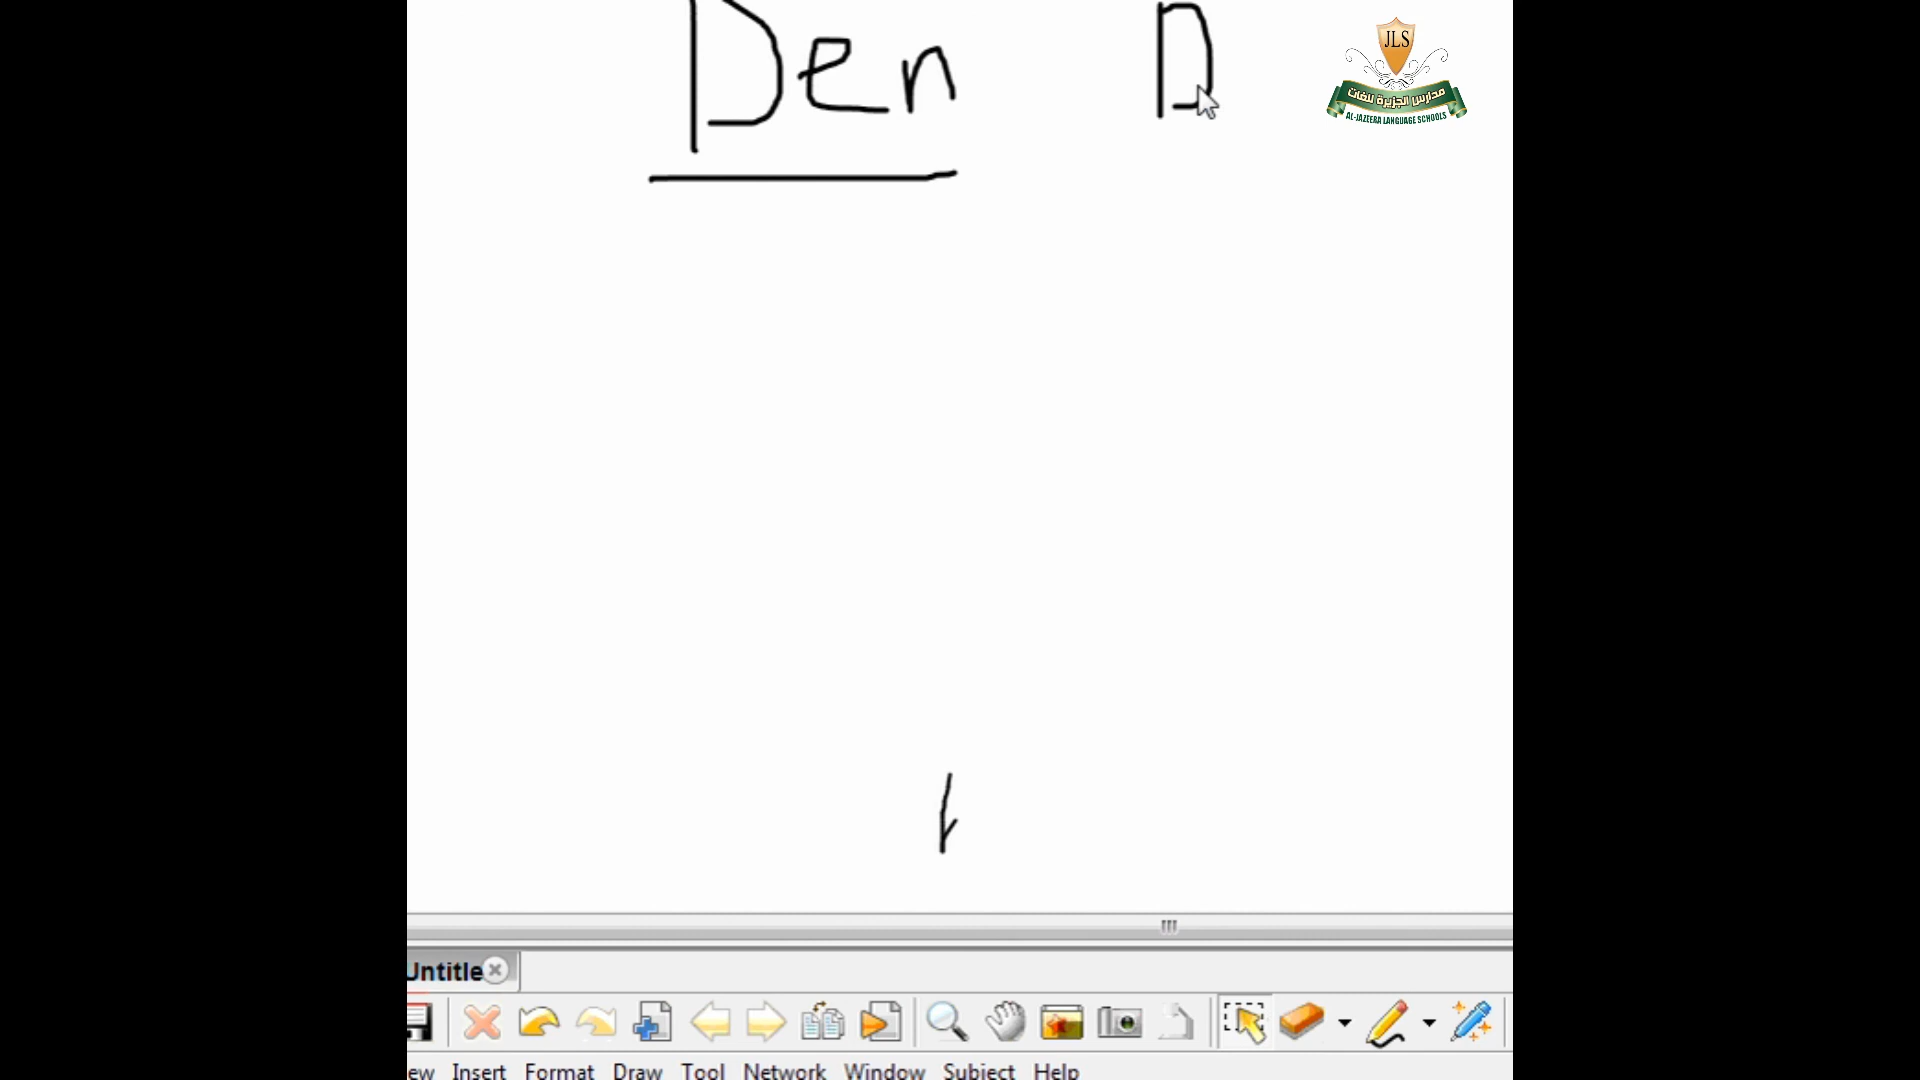 Den D
JLS
مدارس الجزيرة للغات
AL-JAZEERA LANGUAGE SCHOOLS
Untitle
ew Insert Format Draw Tool Network Window Subject Help